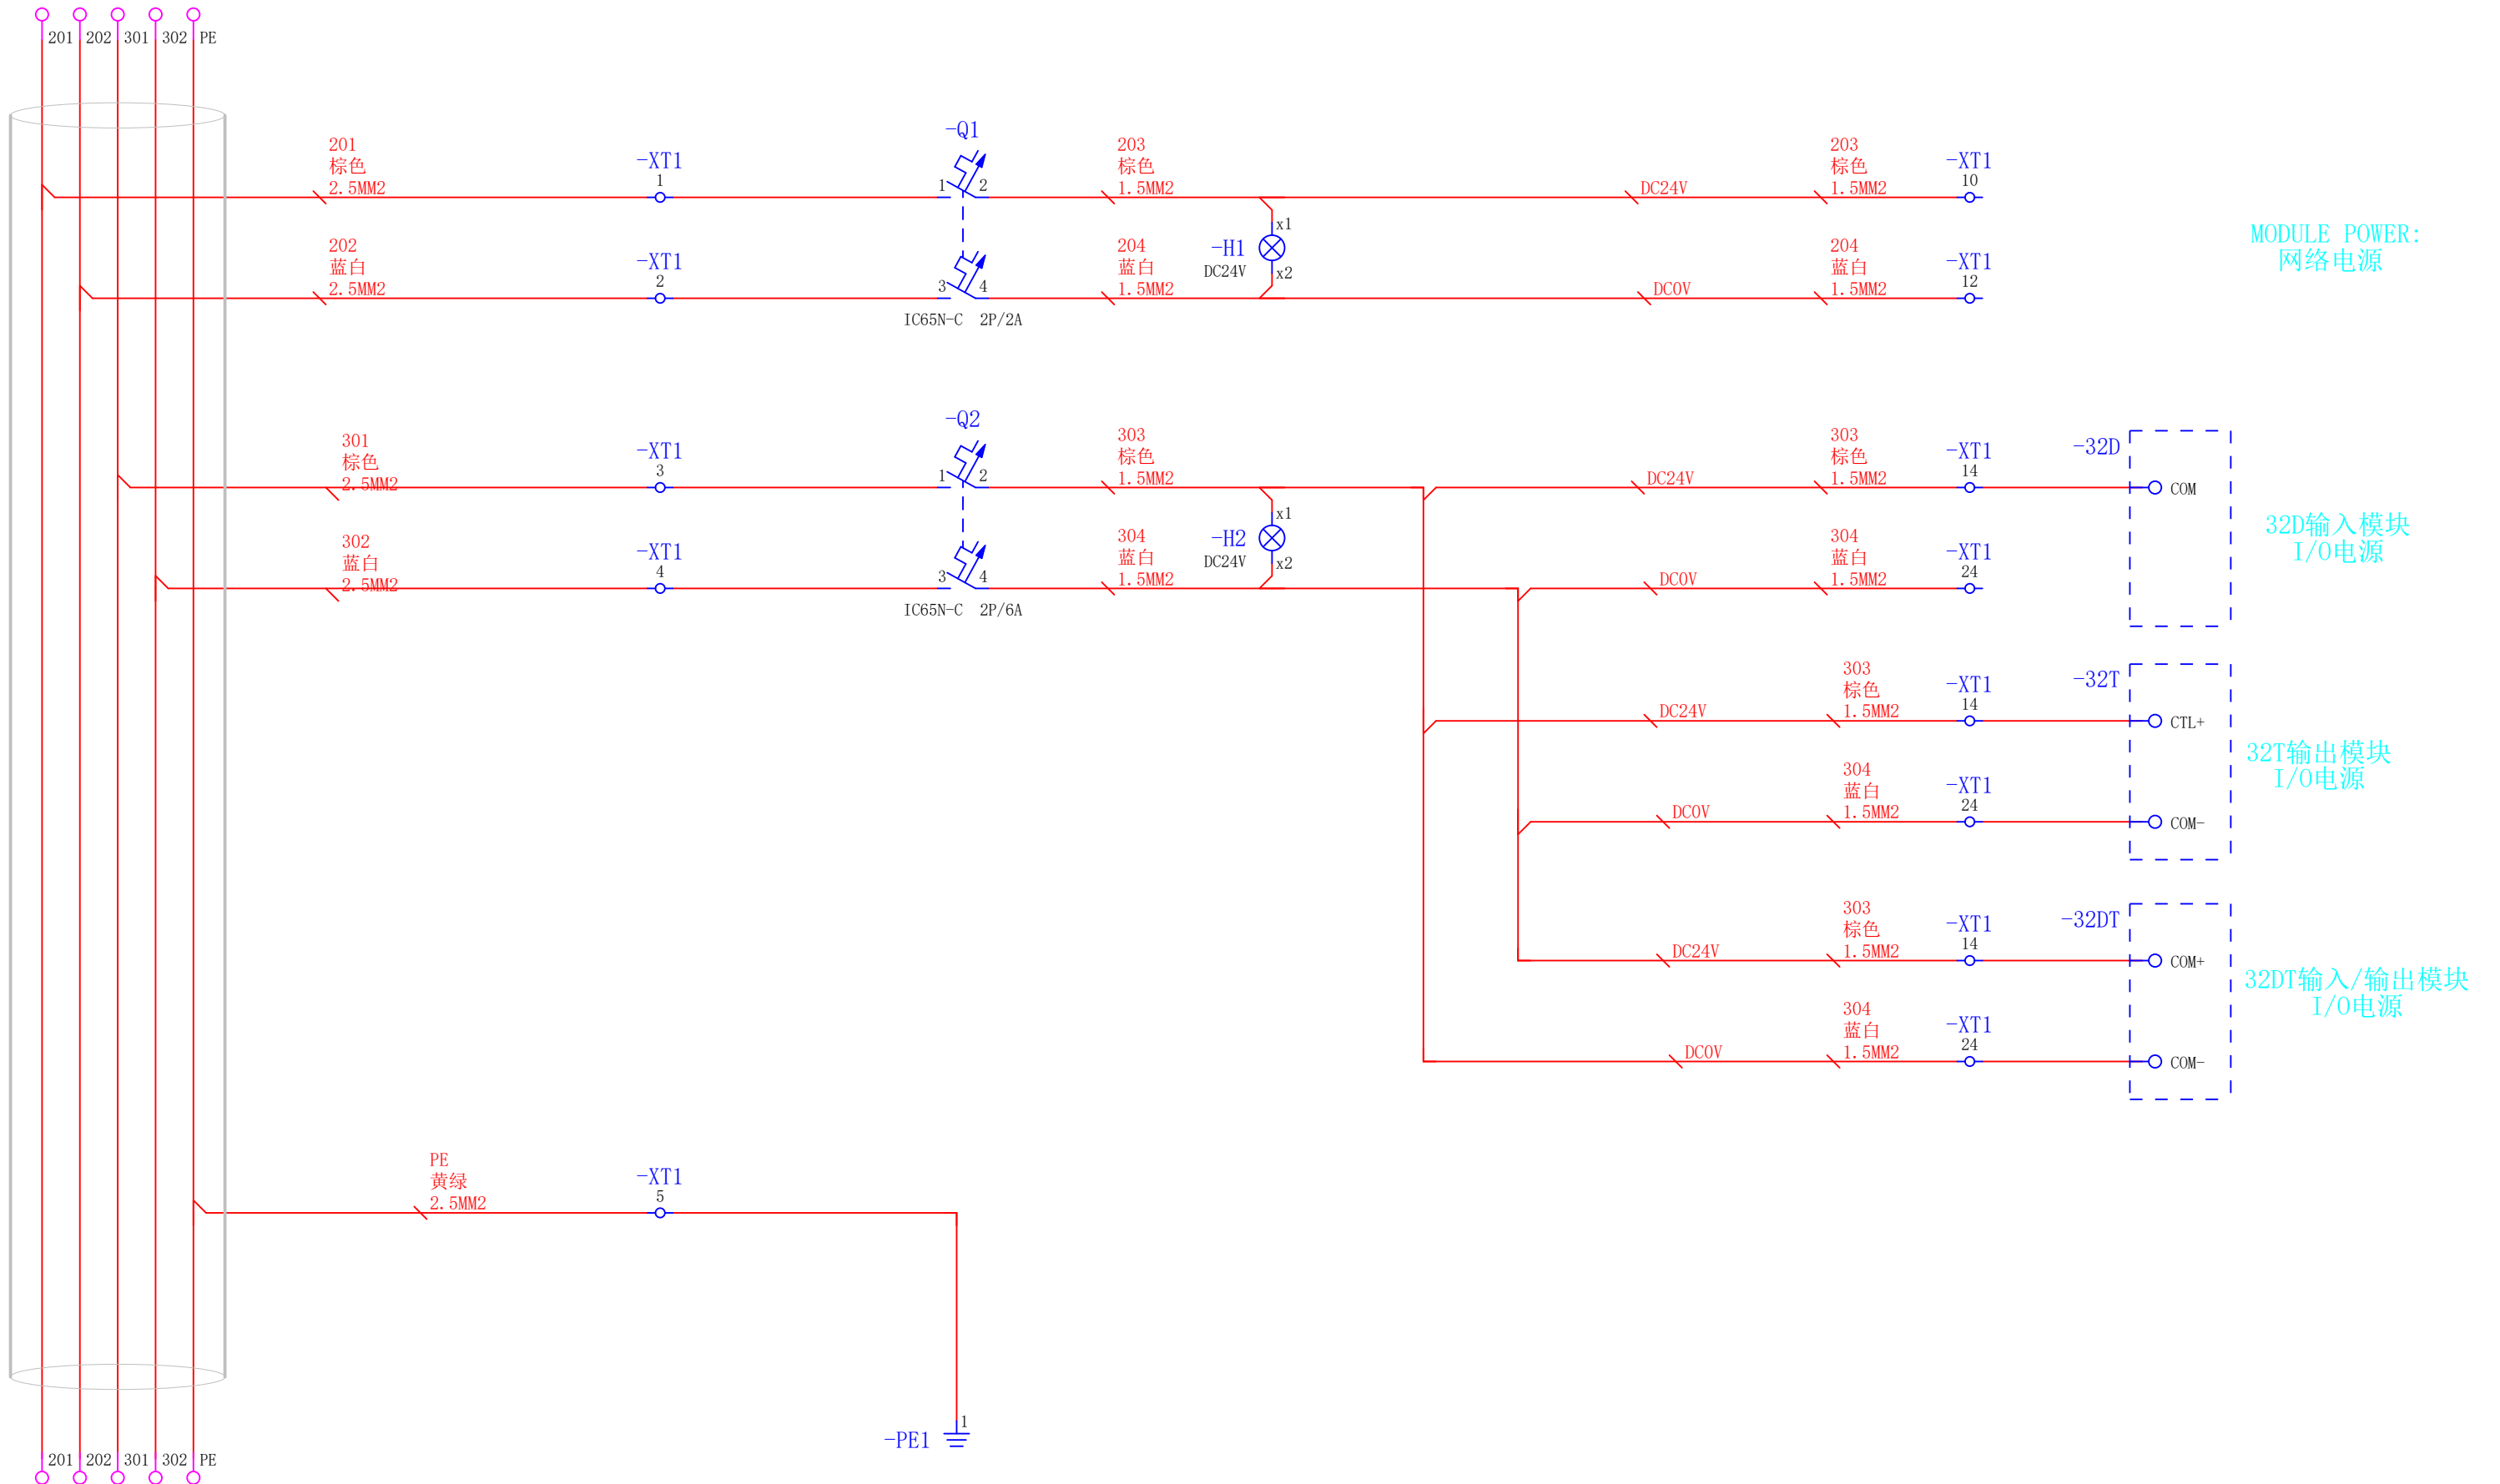 201 202 301 302 PE
-Q1
201
棕色
2.5MM2
-XT1
1
1 2
203
棕色
1.5MM2
DC24V
203
棕色
1.5MM2
-XT1
10
x1
-H1
DC24V
x2
MODULE POWER:
网络电源
202
蓝白
2.5MM2
-XT1
2
3 4
IC65N-C 2P/2A
204
蓝白
1.5MM2
DC0V
204
蓝白
1.5MM2
-XT1
12
-Q2
301
棕色
2.5MM2
-XT1
3
1 2
303
棕色
1.5MM2
DC24V
303
棕色
1.5MM2
-XT1
14
-32D
COM
x1
-H2
DC24V
x2
32D输入模块
I/O电源
302
蓝白
2.5MM2
-XT1
4
3 4
IC65N-C 2P/6A
304
蓝白
1.5MM2
DC0V
304
蓝白
1.5MM2
-XT1
24
DC24V
303
棕色
1.5MM2
-XT1
14
-32T
CTL+
32T输出模块
I/O电源
DC0V
304
蓝白
1.5MM2
-XT1
24
COM-
DC24V
303
棕色
1.5MM2
-XT1
14
-32DT
COM+
32DT输入/输出模块
I/O电源
DC0V
304
蓝白
1.5MM2
-XT1
24
COM-
PE
黄绿
2.5MM2
-XT1
5
1
-PE1
201 202 301 302 PE